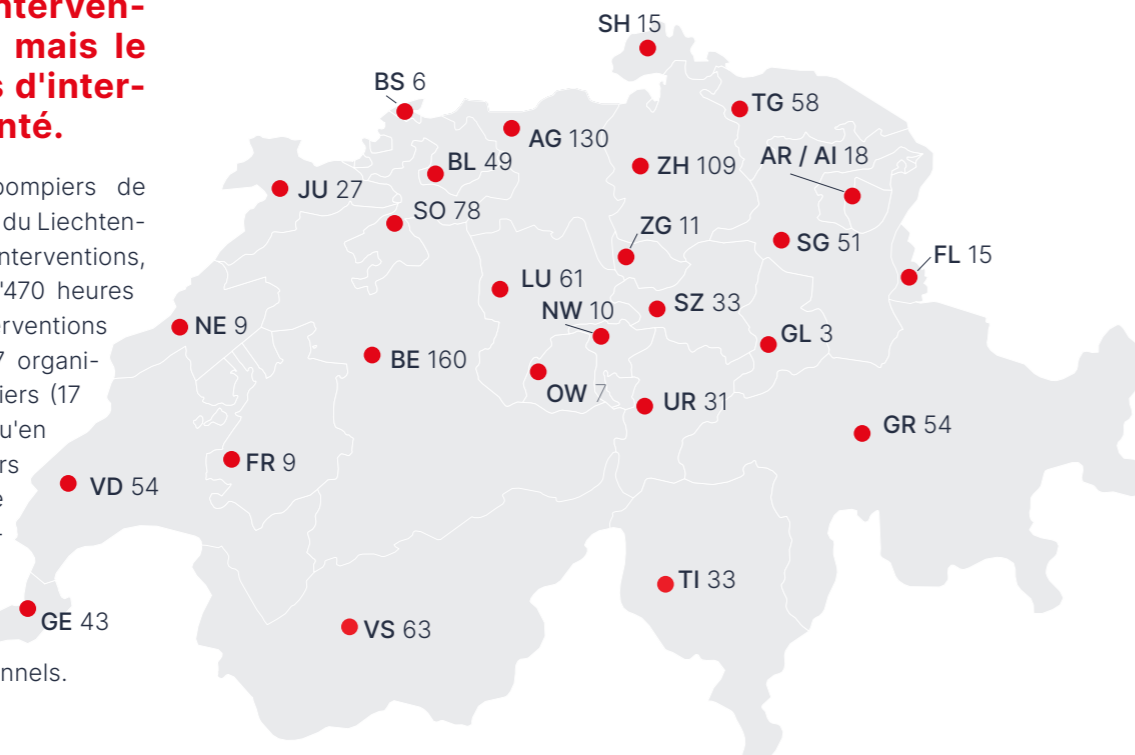 nterven-
mais le
s d'inter-
nté.
pompiers de
du Liechten-
nterventions,
'470 heures
erventions
7 organi-
iers (17
u'en
rs
e
nnels.
SH 15
BS 6
TG 58
AG 130
BL 49
ZH 109
AR / AI 18
JU 27
SO 78
ZG 11
SG 51
FL 15
LU 61
NW 10
SZ 33
NE 9
GL 3
BE 160
OW 7
UR 31
GR 54
FR 9
VD 54
TI 33
GE 43
VS 63